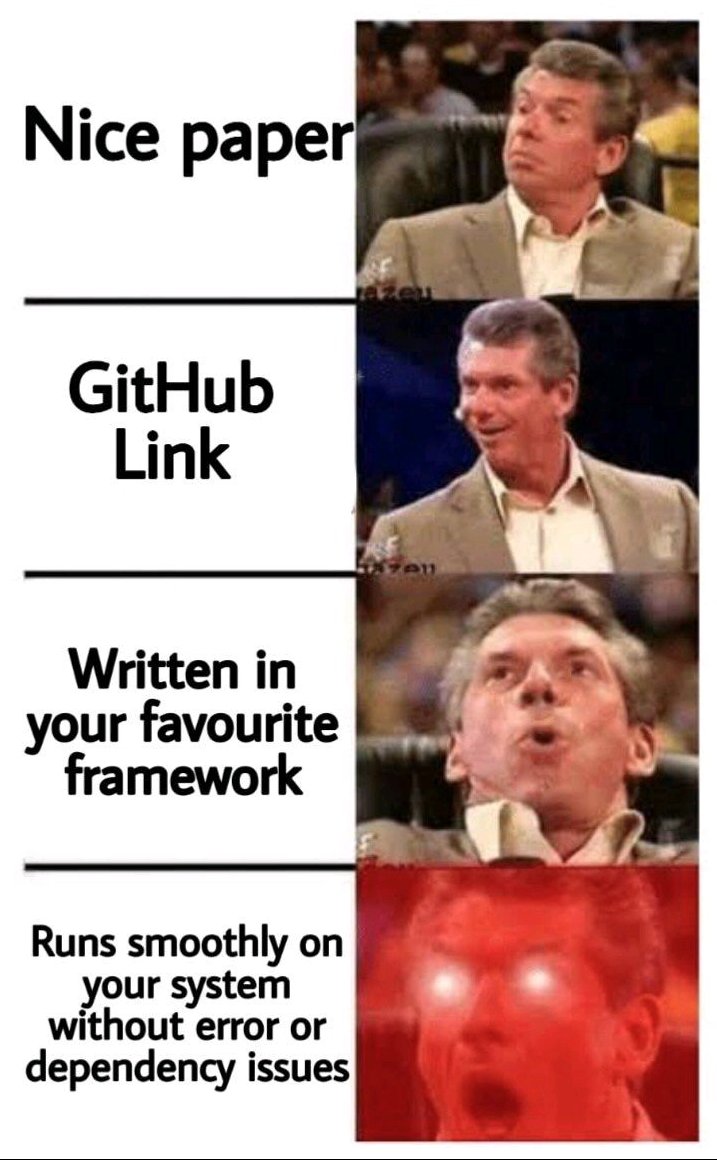 Nice paper
GitHub
Link
Written in
your favourite
framework
Runs smoothly on
your system
without error or
dependency issues